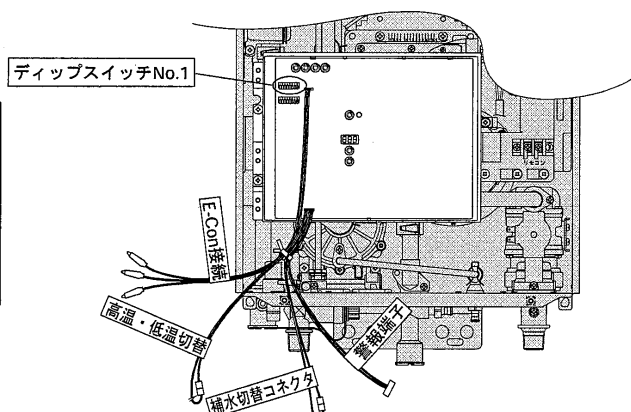 ディップスイッチNo.1
リモコン
E-Con接続
高温・低温切替
補水切替コネクタ
警報端子